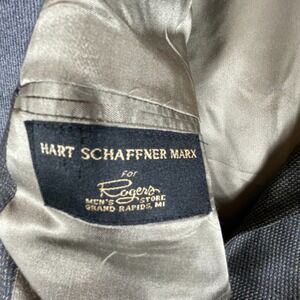 HART SCHAFFNER MARX
FOR
Rogers
MEN'S STORE
GRAND RAPIDS, MI